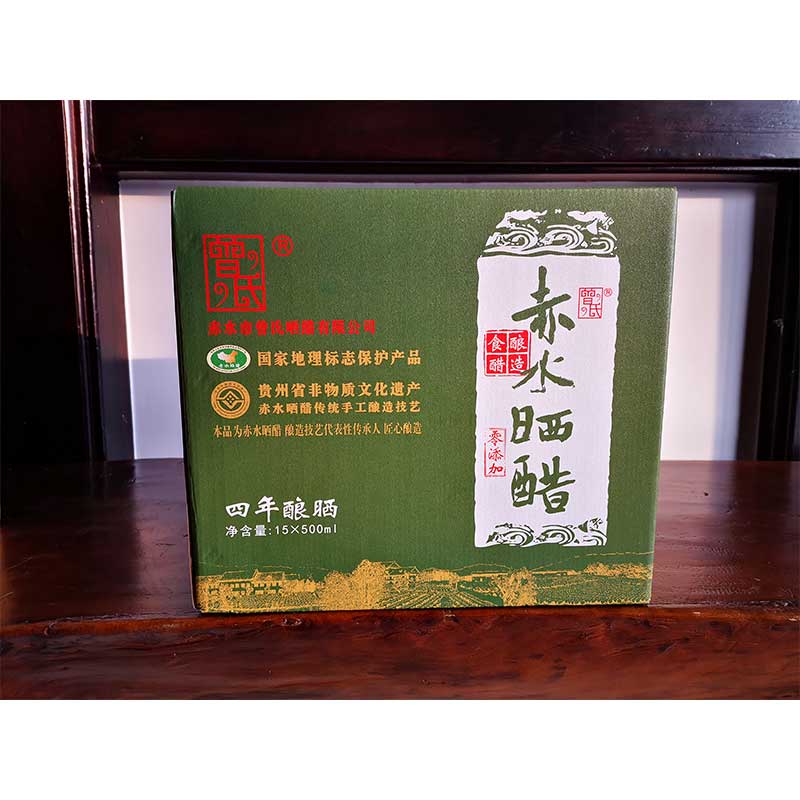 曾氏®
赤水市曾氏晒醋有限公司
国家地理标志保护产品
贵州省非物质文化遗产
赤水晒醋传统手工酿造技艺
本品为赤水晒醋 酿造技艺代表性传承人 匠心酿造
四年酿晒
净含量:15×500ml
曾氏®
赤水晒醋
酿造食醋
零添加